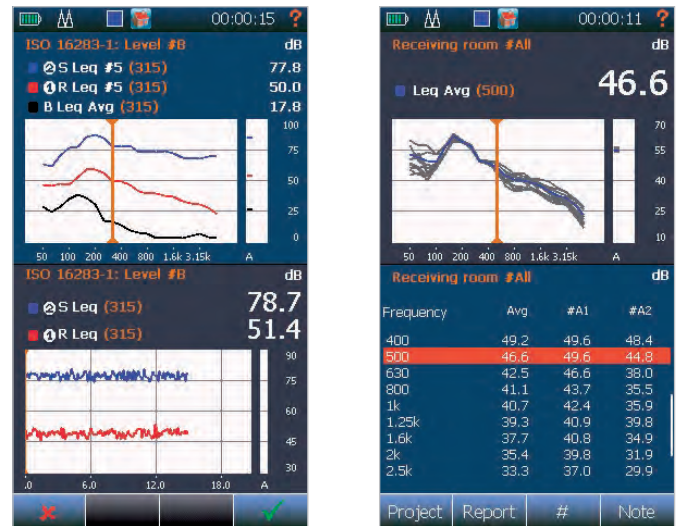 00:00:15 ?
ISO 16283-1: Level #B dB
② S Leq #5 (315) 77.8
① R Leq #5 (315) 50.0
B Leq Avg (315) 17.8
100
75
50
25
0
50 100 200 400 800 1.6k 3.15k A
ISO 16283-1: Level #B dB
② S Leq (315) 78.7
① R Leq (315) 51.4
90
75
60
45
30
.0 6.0 12.0 18.0 A
00:00:11 ?
Receiving room #All dB
Leq Avg (500) 46.6
70
55
40
25
10
50 100 200 400 800 1.6k 3.15k A
Receiving room #All dB
Frequency Avg #A1 #A2
400 49.2 49.6 48.4
500 46.6 49.6 44.8
630 42.5 46.6 38.0
800 41.1 43.7 35.5
1k 40.7 42.4 35.9
1.25k 39.3 40.9 39.8
1.6k 37.7 40.8 34.9
2k 35.4 39.8 31.9
2.5k 33.3 37.0 29.9
Project Report # Note